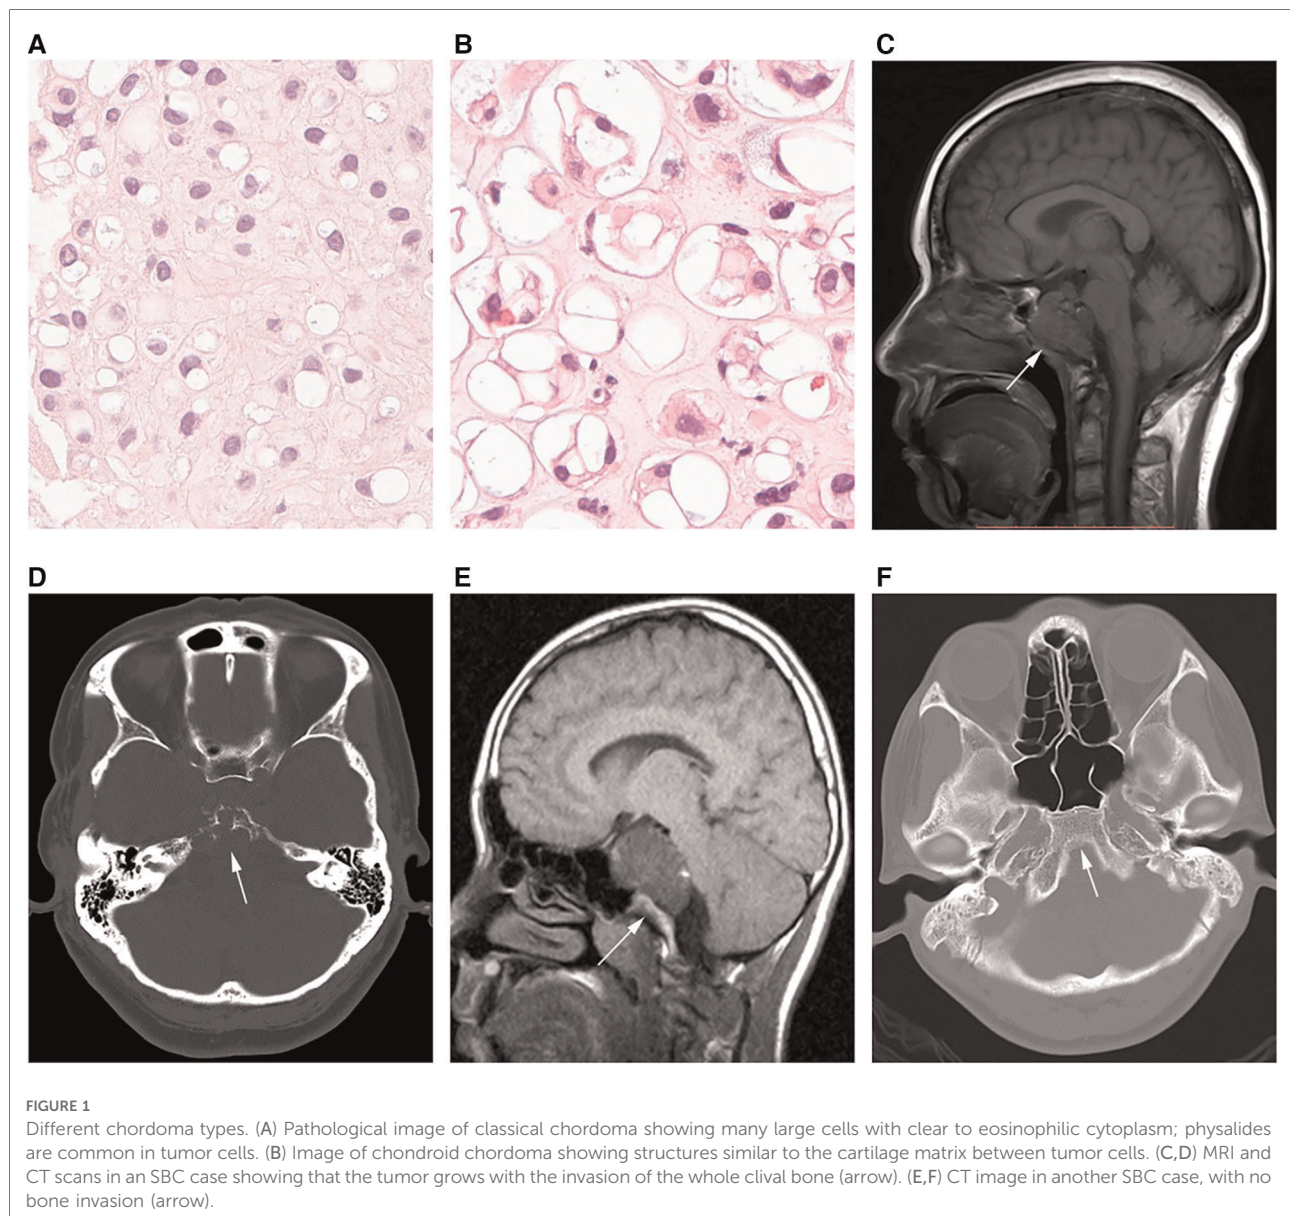 A
B
C
D
E
F
FIGURE 1
Different chordoma types. (A) Pathological image of classical chordoma showing many large cells with clear to eosinophilic cytoplasm; physalides
are common in tumor cells. (B) Image of chondroid chordoma showing structures similar to the cartilage matrix between tumor cells. (C,D) MRI and
CT scans in an SBC case showing that the tumor grows with the invasion of the whole clival bone (arrow). (E,F) CT image in another SBC case, with no
bone invasion (arrow).